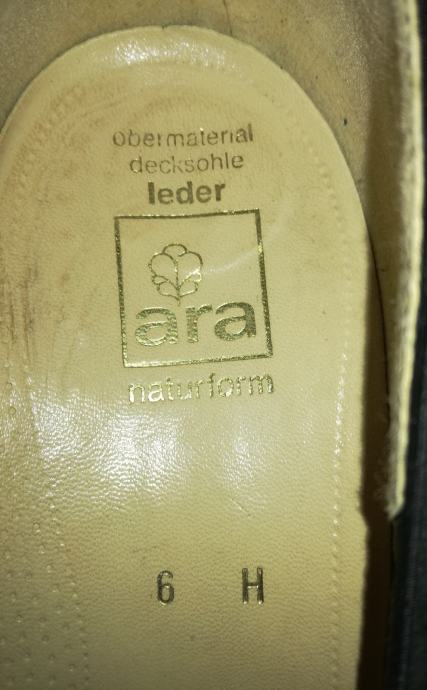 obermaterial
decksohle
leder
ara
naturform
6 H